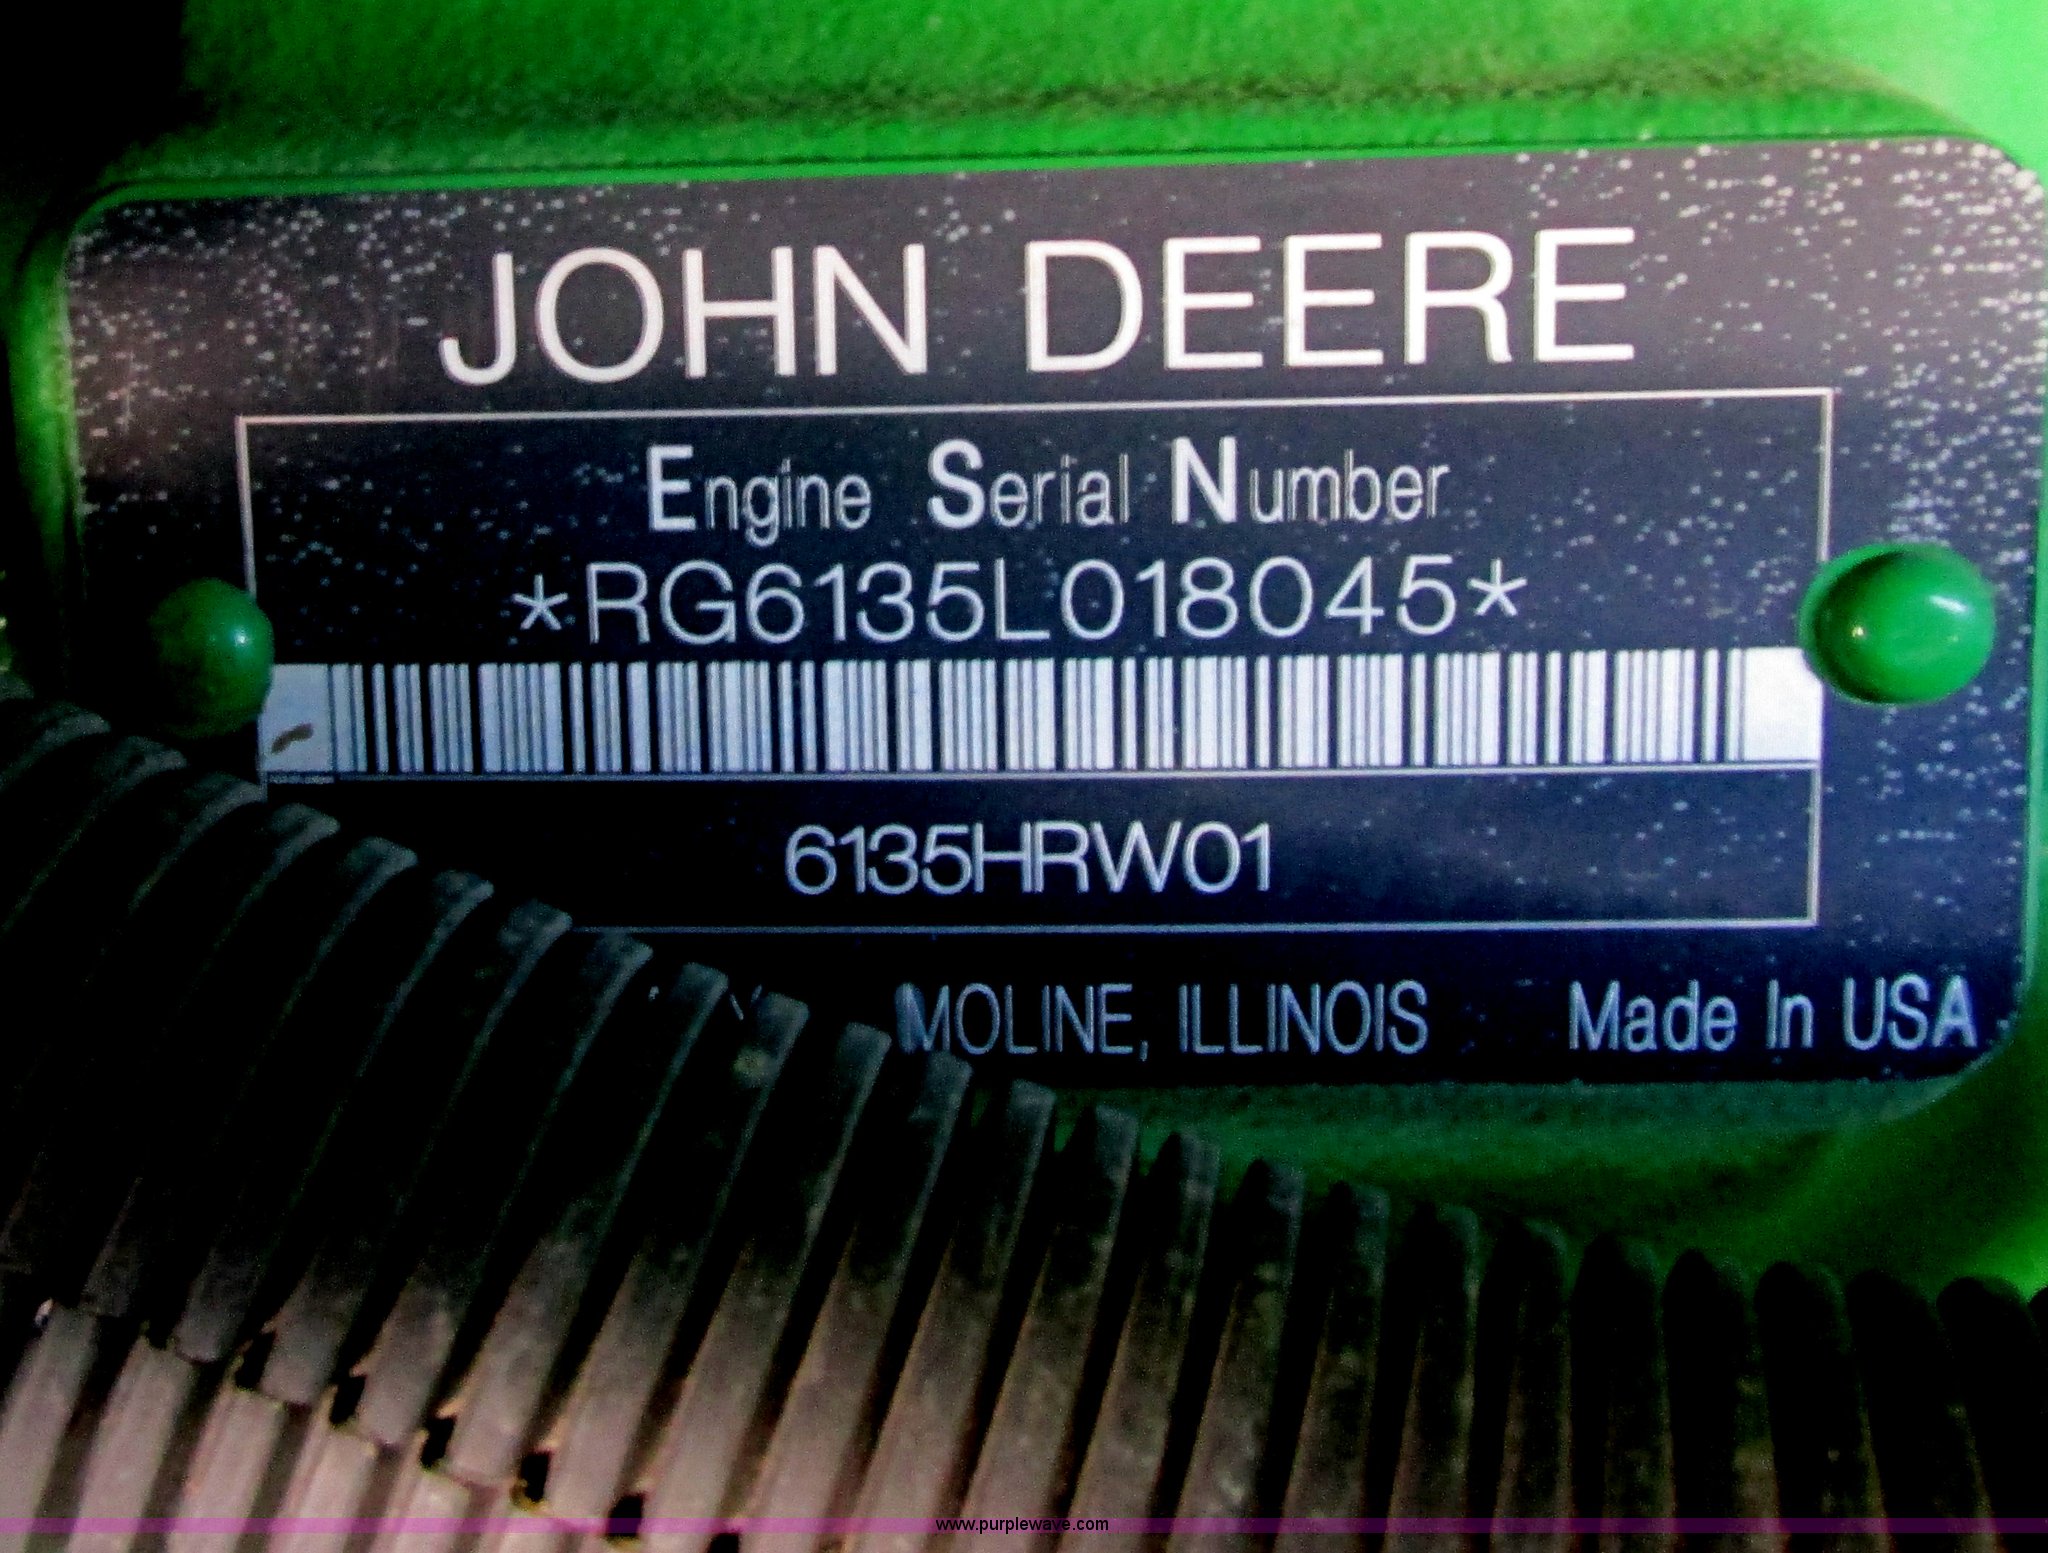 JOHN DEERE
Engine Serial Number
*RG6135L018045*
6135HRW01
MOLINE, ILLINOIS Made In USA
www.purplewave.com